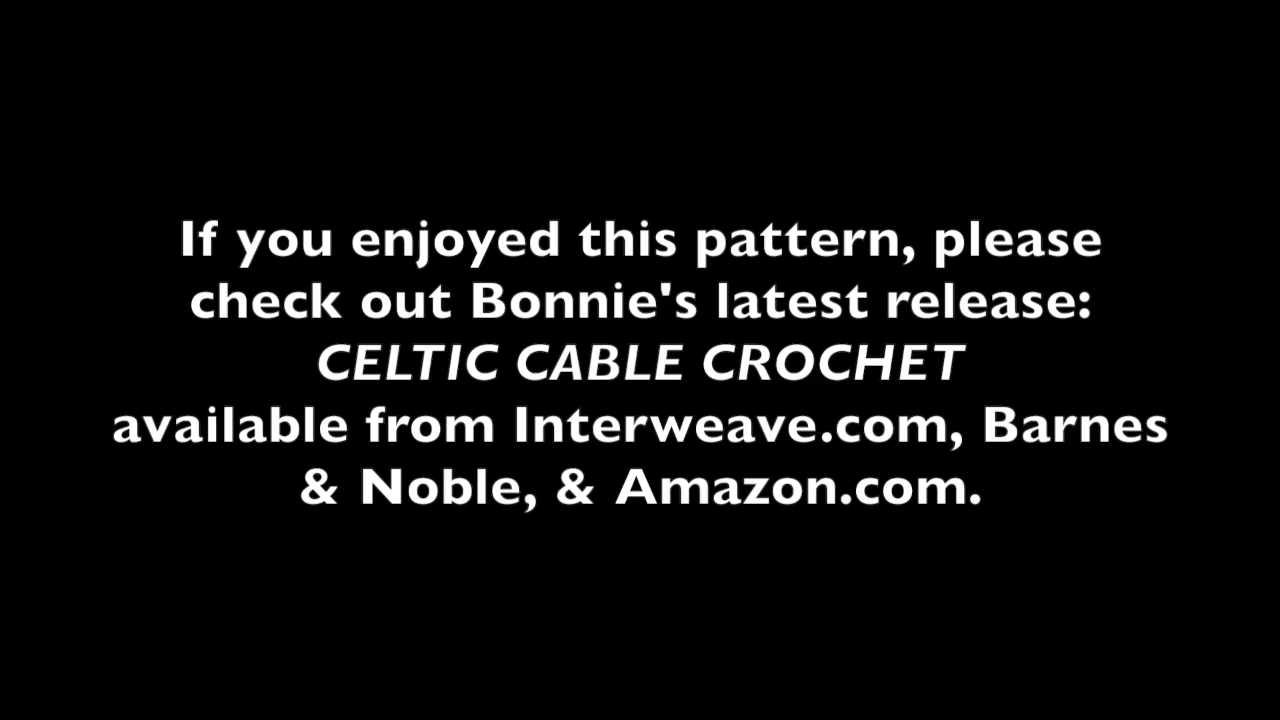 If you enjoyed this pattern, please
check out Bonnie's latest release:
CELTIC CABLE CROCHET
available from Interweave.com, Barnes
& Noble, & Amazon.com.